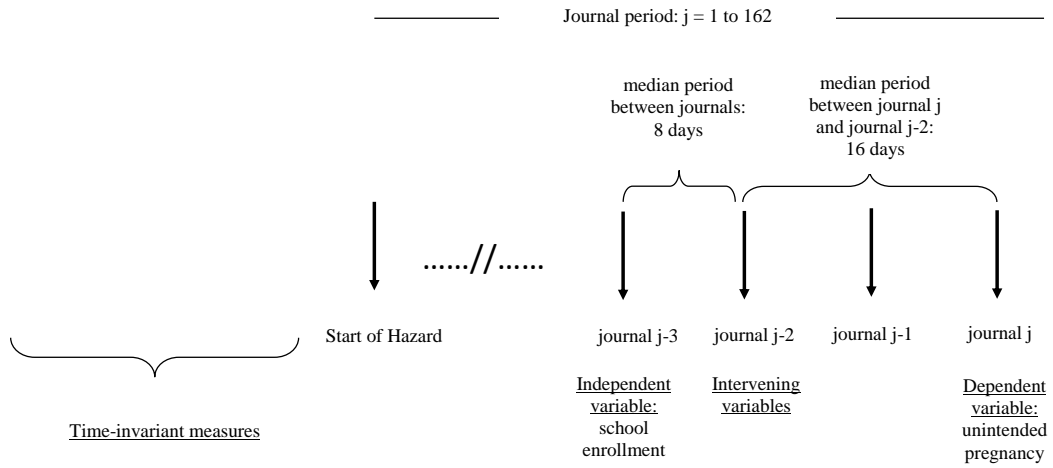 Journal period: j = 1 to 162
median period
between journals:
8 days
median period
between journal j
and journal j-2:
16 days
……//……
Start of Hazard
journal j-3
journal j-2
journal j-1
journal j
Time-invariant measures
Independent
variable:
school
enrollment
Intervening
variables
Dependent
variable:
unintended
pregnancy